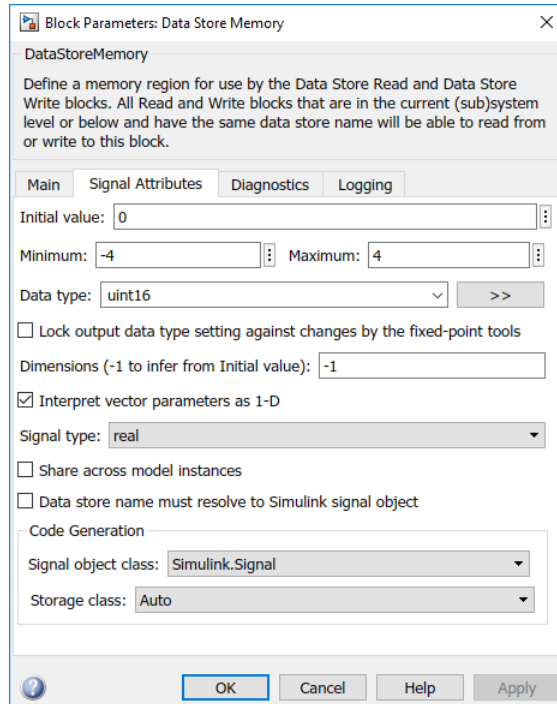 Block Parameters: Data Store Memory
DataStoreMemory
Define a memory region for use by the Data Store Read and Data Store
Write blocks. All Read and Write blocks that are in the current (sub)system
level or below and have the same data store name will be able to read from
or write to this block.
Main Signal Attributes Diagnostics Logging
Initial value: 0
Minimum: -4 Maximum: 4
Data type: uint16 >>
Lock output data type setting against changes by the fixed-point tools
Dimensions (-1 to infer from Initial value): -1
Interpret vector parameters as 1-D
Signal type: real
Share across model instances
Data store name must resolve to Simulink signal object
Code Generation
Signal object class: Simulink.Signal
Storage class: Auto
OK Cancel Help Apply